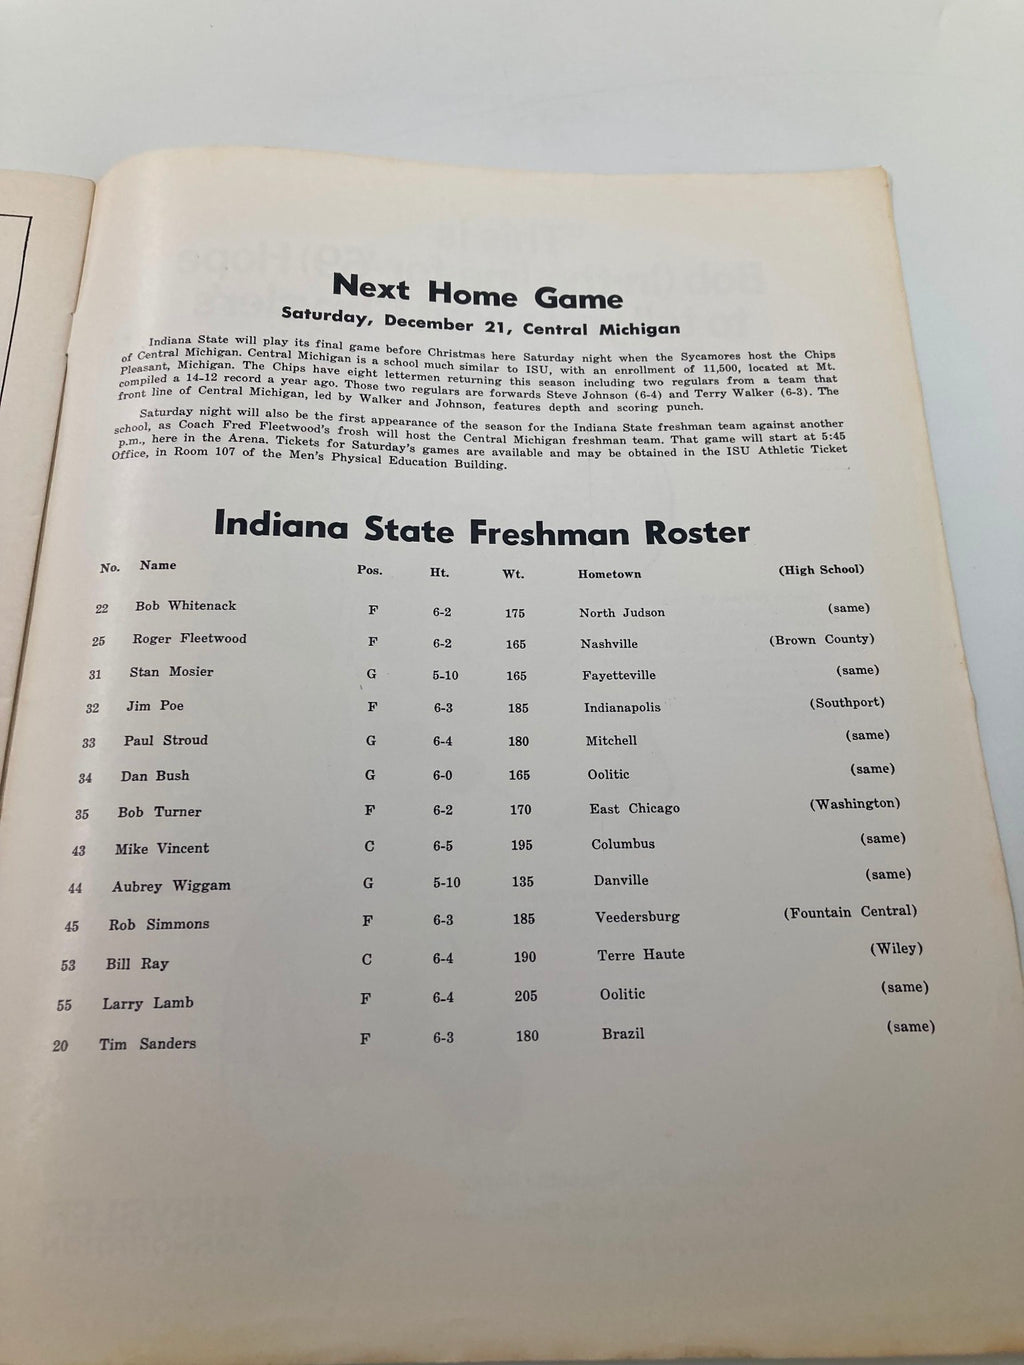 Next Home Game
Saturday, December 21, Central Michigan
Indiana State will play its final game before Christmas here Saturday night when the Sycamores host the Chips
of Central Michigan. Central Michigan is a school much similar to ISU, with an enrollment of 11,500, located at Mt.
Pleasant, Michigan. The Chips have eight lettermen returning this season including two regulars from a team that
compiled a 14-12 record a year ago. Those two regulars are forwards Steve Johnson (6-4) and Terry Walker (6-3). The
front line of Central Michigan, led by Walker and Johnson, features depth and scoring punch.
Saturday night will also be the first appearance of the season for the Indiana State freshman team against another
school, as Coach Fred Fleetwood's frosh will host the Central Michigan freshman team. That game will start at 5:45
p.m., here in the Arena. Tickets for Saturday's games are available and may be obtained in the ISU Athletic Ticket
Office, in Room 107 of the Men's Physical Education Building.
Indiana State Freshman Roster
No. Name Pos. Ht. Wt. Hometown (High School)
22 Bob Whitenack F 6-2 175 North Judson (same)
25 Roger Fleetwood F 6-2 165 Nashville (Brown County)
31 Stan Mosier G 5-10 165 Fayetteville (same)
32 Jim Poe F 6-3 185 Indianapolis (Southport)
33 Paul Stroud G 6-4 180 Mitchell (same)
34 Dan Bush G 6-0 165 Oolitic (same)
35 Bob Turner F 6-2 170 East Chicago (Washington)
43 Mike Vincent C 6-5 195 Columbus (same)
44 Aubrey Wiggam G 5-10 135 Danville (same)
45 Rob Simmons F 6-3 185 Veedersburg (Fountain Central)
53 Bill Ray C 6-4 190 Terre Haute (Wiley)
55 Larry Lamb F 6-4 205 Oolitic (same)
20 Tim Sanders F 6-3 180 Brazil (same)